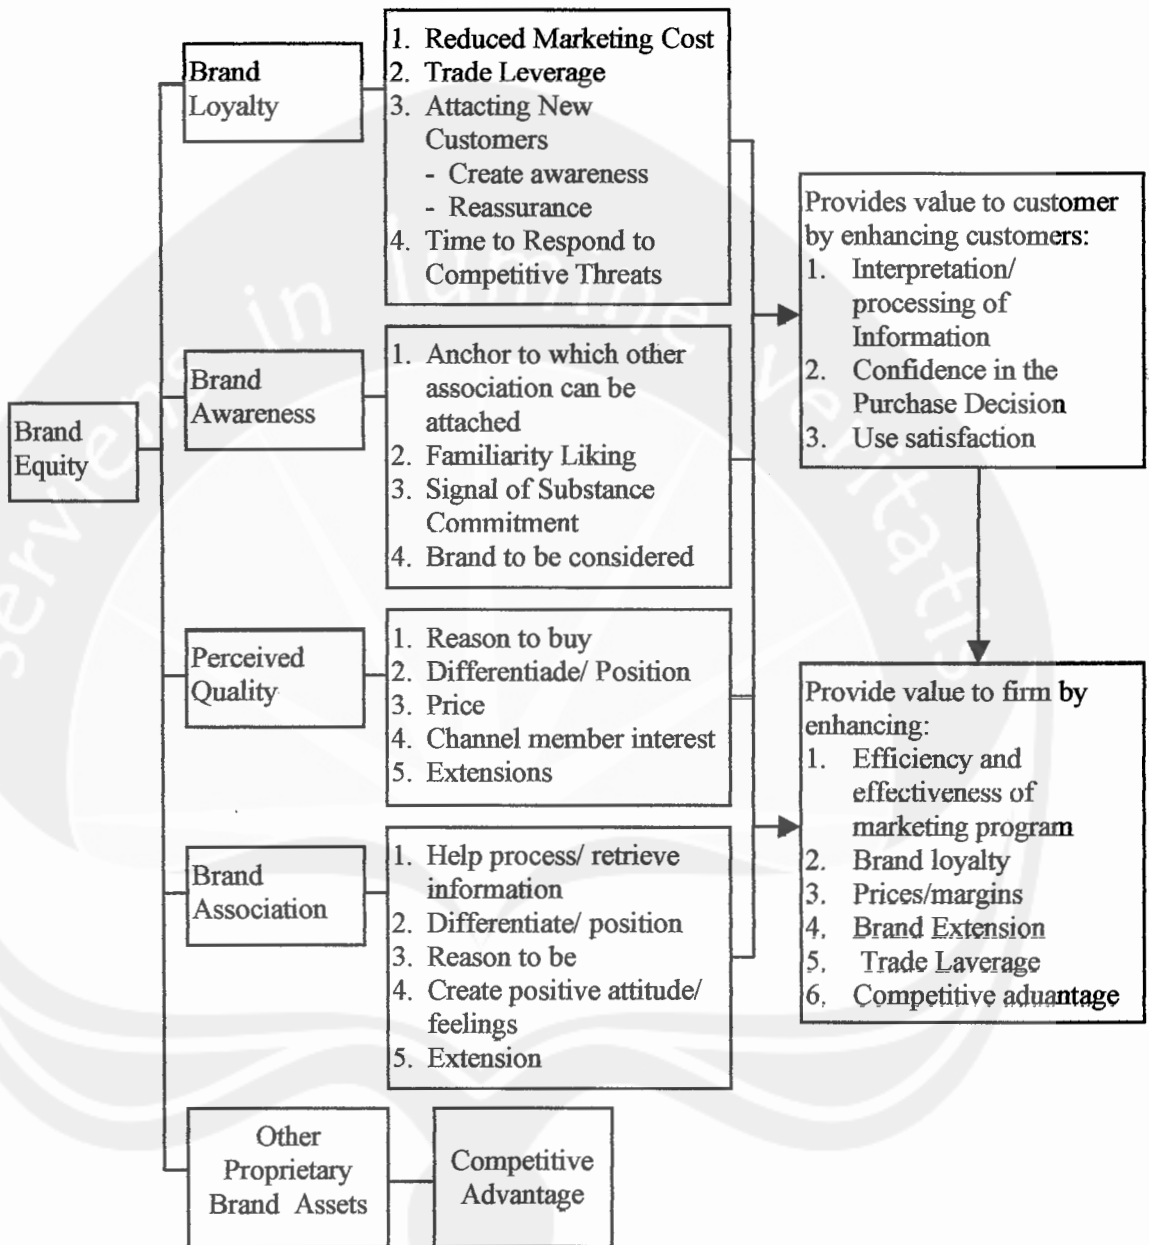 Brand
Equity
Brand
Loyalty
1. Reduced Marketing Cost
2. Trade Leverage
3. Attacting New
Customers
- Create awareness
- Reassurance
4. Time to Respond to
Competitive Threats
Brand
Awareness
1. Anchor to which other
association can be
attached
2. Familiarity Liking
3. Signal of Substance
Commitment
4. Brand to be considered
Perceived
Quality
1. Reason to buy
2. Differentiade/ Position
3. Price
4. Channel member interest
5. Extensions
Brand
Association
1. Help process/ retrieve
information
2. Differentiate/ position
3. Reason to be
4. Create positive attitude/
feelings
5. Extension
Other
Proprietary
Brand Assets
Competitive
Advantage
Provides value to customer
by enhancing customers:
1. Interpretation/
processing of
Information
2. Confidence in the
Purchase Decision
3. Use satisfaction
Provide value to firm by
enhancing:
1. Efficiency and
effectiveness of
marketing program
2. Brand loyalty
3. Prices/margins
4. Brand Extension
5. Trade Laverage
6. Competitive aduantage
serviens in lumine veritatis